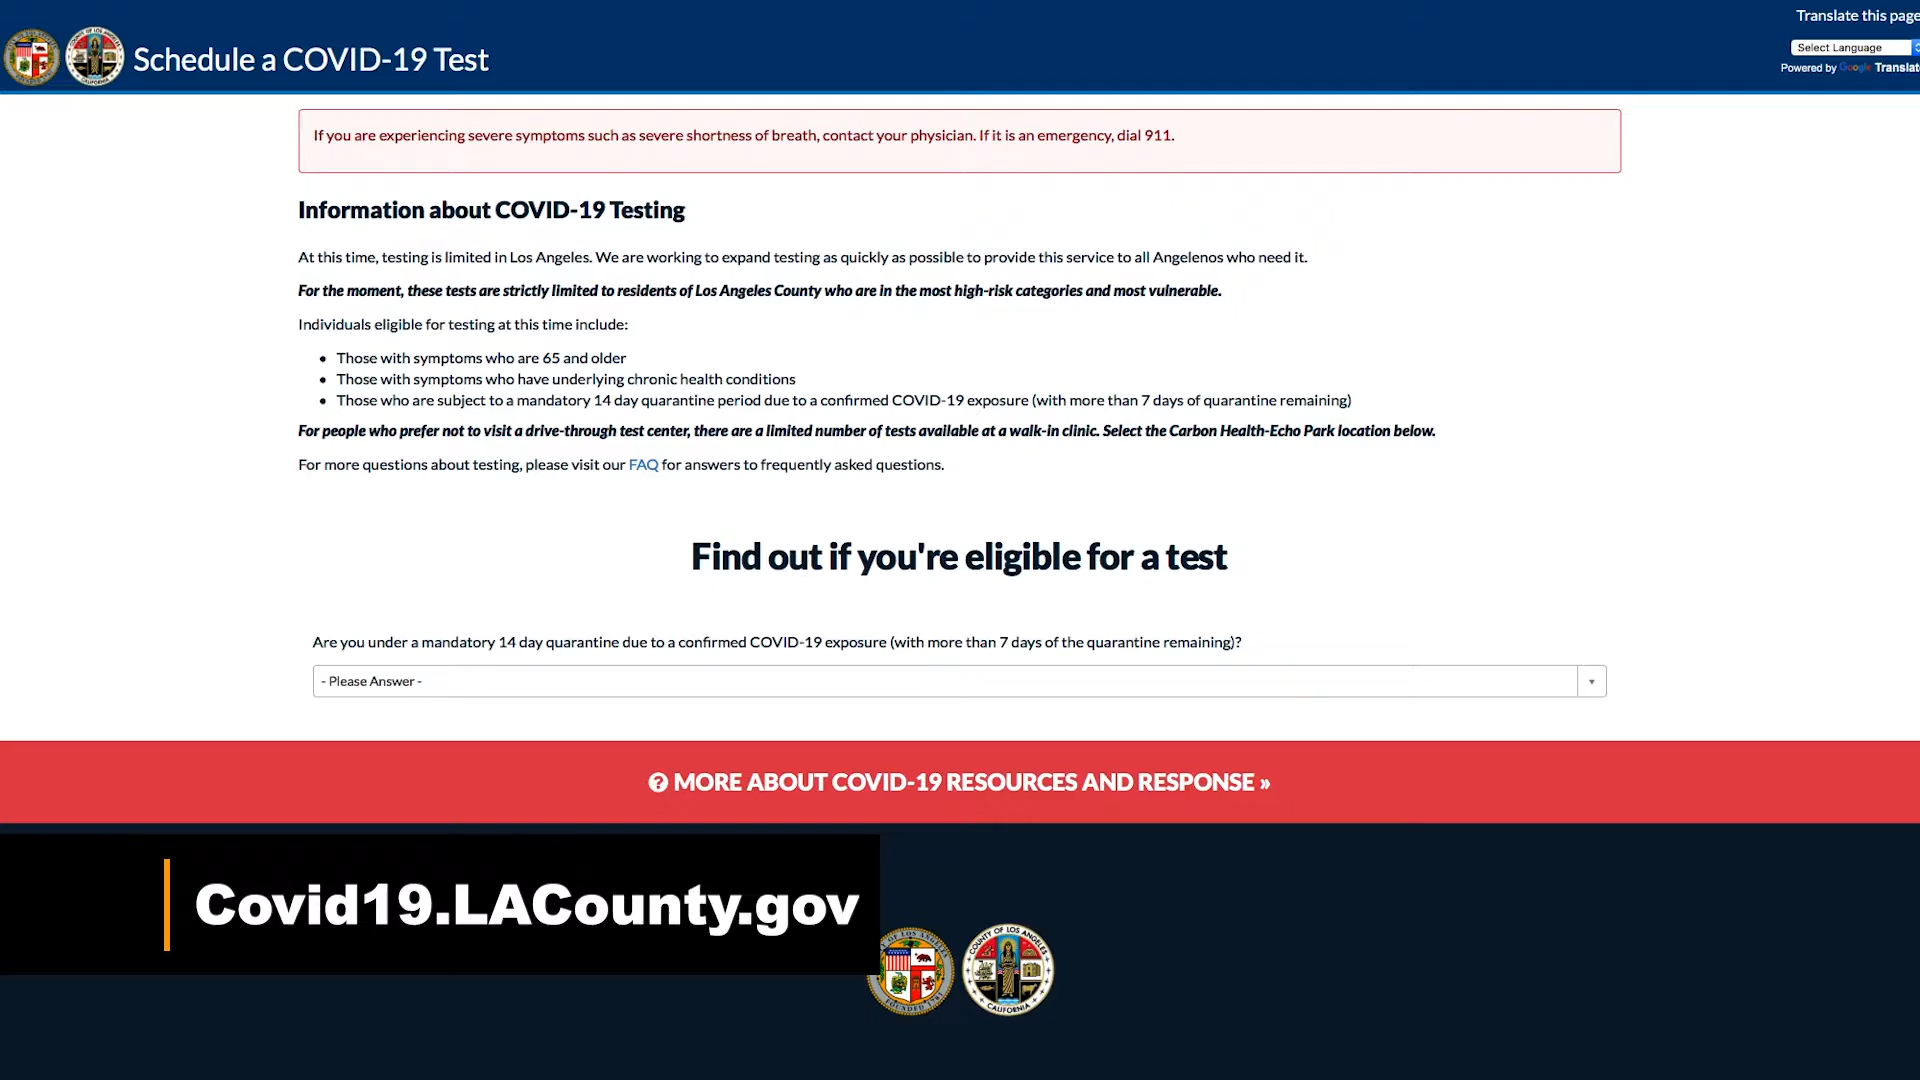 Translate this page
Select Language
Powered by Google Translate
Schedule a COVID-19 Test
If you are experiencing severe symptoms such as severe shortness of breath, contact your physician. If it is an emergency, dial 911.
Information about COVID-19 Testing
At this time, testing is limited in Los Angeles. We are working to expand testing as quickly as possible to provide this service to all Angelenos who need it.
For the moment, these tests are strictly limited to residents of Los Angeles County who are in the most high-risk categories and most vulnerable.
Individuals eligible for testing at this time include:
• Those with symptoms who are 65 and older
• Those with symptoms who have underlying chronic health conditions
• Those who are subject to a mandatory 14 day quarantine period due to a confirmed COVID-19 exposure (with more than 7 days of quarantine remaining)
For people who prefer not to visit a drive-through test center, there are a limited number of tests available at a walk-in clinic. Select the Carbon Health-Echo Park location below.
For more questions about testing, please visit our FAQ for answers to frequently asked questions.
Find out if you're eligible for a test
Are you under a mandatory 14 day quarantine due to a confirmed COVID-19 exposure (with more than 7 days of the quarantine remaining)?
- Please Answer -
MORE ABOUT COVID-19 RESOURCES AND RESPONSE »
Covid19.LACounty.gov
OF LOS ANGELES
FOUNDED 1781
COUNTY OF LOS ANGELES
CALIFORNIA